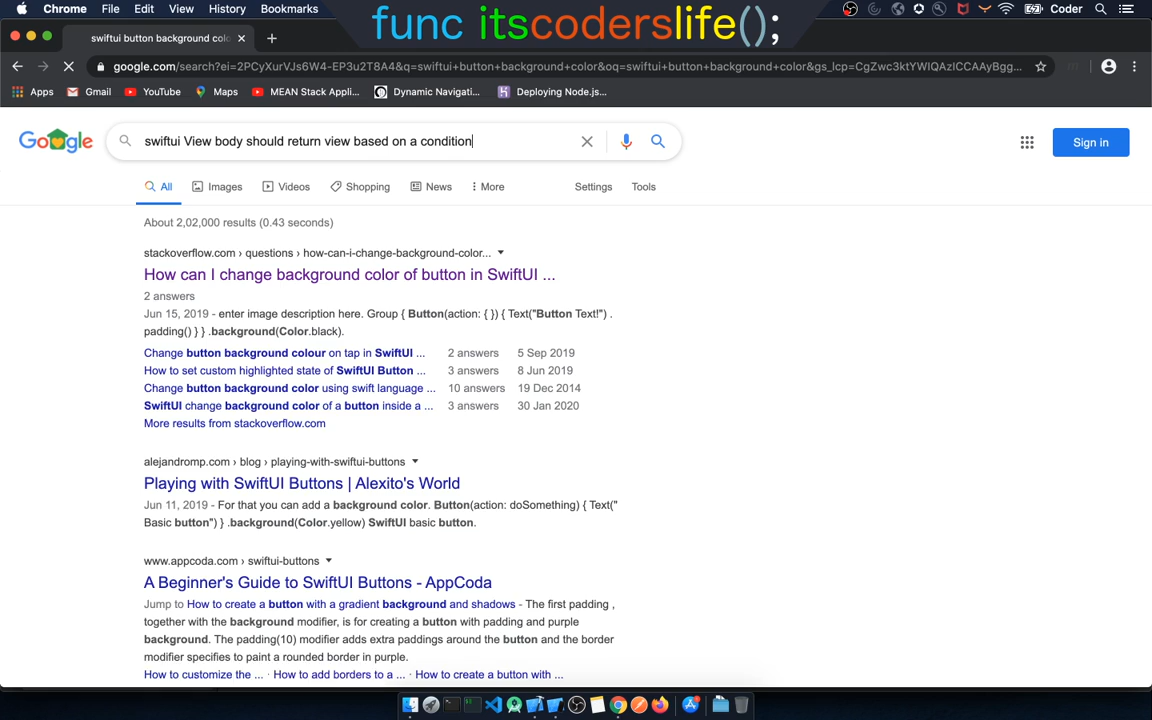 Chrome File Edit View History Bookmarks
func itscoderslife();
Coder
swiftui button background colo
google.com/search?ei=2PCyXurVJs6W4-EP3u2T8A4&q=swiftui+button+background+color&oq=swiftui+button+background+color&gs_lcp=CgZwc3ktYWIQAzICCAAyBgg...
Apps Gmail YouTube Maps MEAN Stack Appli... Dynamic Navigati... Deploying Node.js...
swiftui View body should return view based on a condition
Sign in
All Images Videos Shopping News More Settings Tools
About 2,02,000 results (0.43 seconds)
stackoverflow.com › questions › how-can-i-change-background-color...
How can I change background color of button in SwiftUI ...
2 answers
Jun 15, 2019 - enter image description here. Group { Button(action: { }) { Text("Button Text!") .
padding() } } .background(Color.black).
Change button background colour on tap in SwiftUI ... 2 answers 5 Sep 2019
How to set custom highlighted state of SwiftUI Button ... 3 answers 8 Jun 2019
Change button background color using swift language ... 10 answers 19 Dec 2014
SwiftUI change background color of a button inside a ... 3 answers 30 Jan 2020
More results from stackoverflow.com
alejandromp.com › blog › playing-with-swiftui-buttons
Playing with SwiftUI Buttons | Alexito's World
Jun 11, 2019 - For that you can add a background color. Button(action: doSomething) { Text("
Basic button") } .background(Color.yellow) SwiftUI basic button.
www.appcoda.com › swiftui-buttons
A Beginner's Guide to SwiftUI Buttons - AppCoda
Jump to How to create a button with a gradient background and shadows - The first padding ,
together with the background modifier, is for creating a button with padding and purple
background. The padding(10) modifier adds extra paddings around the button and the border
modifier specifies to paint a rounded border in purple.
How to customize the ... · How to add borders to a ... · How to create a button with ...